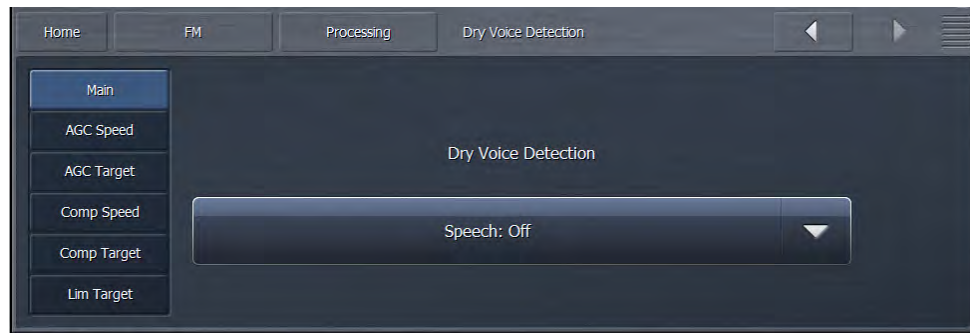 Home FM Processing Dry Voice Detection
Main
AGC Speed
AGC Target
Comp Speed
Comp Target
Lim Target
Dry Voice Detection
Speech: Off